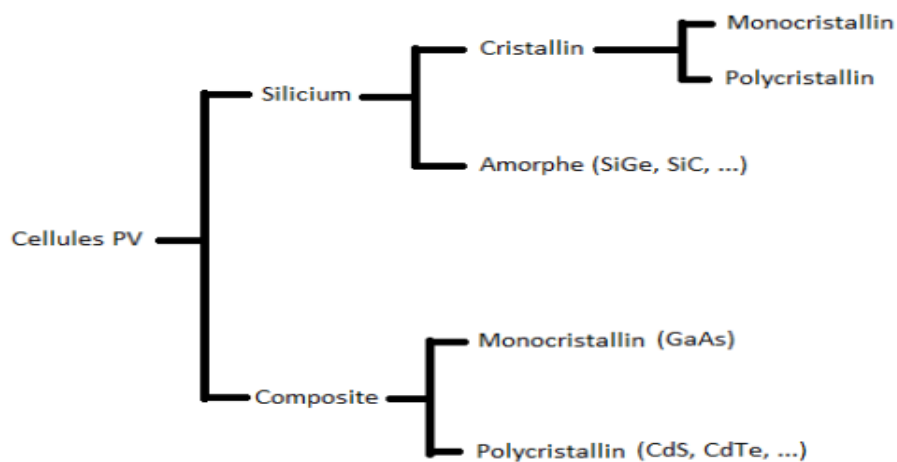 Monocristallin
Cristallin
Polycristallin
Silicium
Amorphe (SiGe, SiC, ...)
Cellules PV
Monocristallin (GaAs)
Composite
Polycristallin (CdS, CdTe, ...)